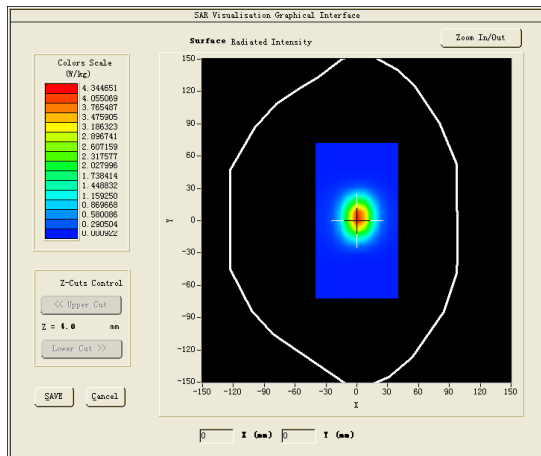 SAR Visualisation Graphical Interface
Surface Radiated Intensity
Zoom In/Out
Colors Scale
(W/kg)
4.344651
4.055069
3.765487
3.475905
3.186323
2.896741
2.607159
2.317577
2.027996
1.738414
1.448832
1.159250
0.869668
0.580086
0.290504
0.000922
Z-Cuts Control
<< Upper Cut
Z = 4.0 mm
Lower Cut >>
SAVE
Cancel
150
120
90
60
30
0
-30
-60
-90
-120
-150
Y
-150 -120 -90 -60 -30 0 30 60 90 120 150
X
0 X (mm) 0 Y (mm)